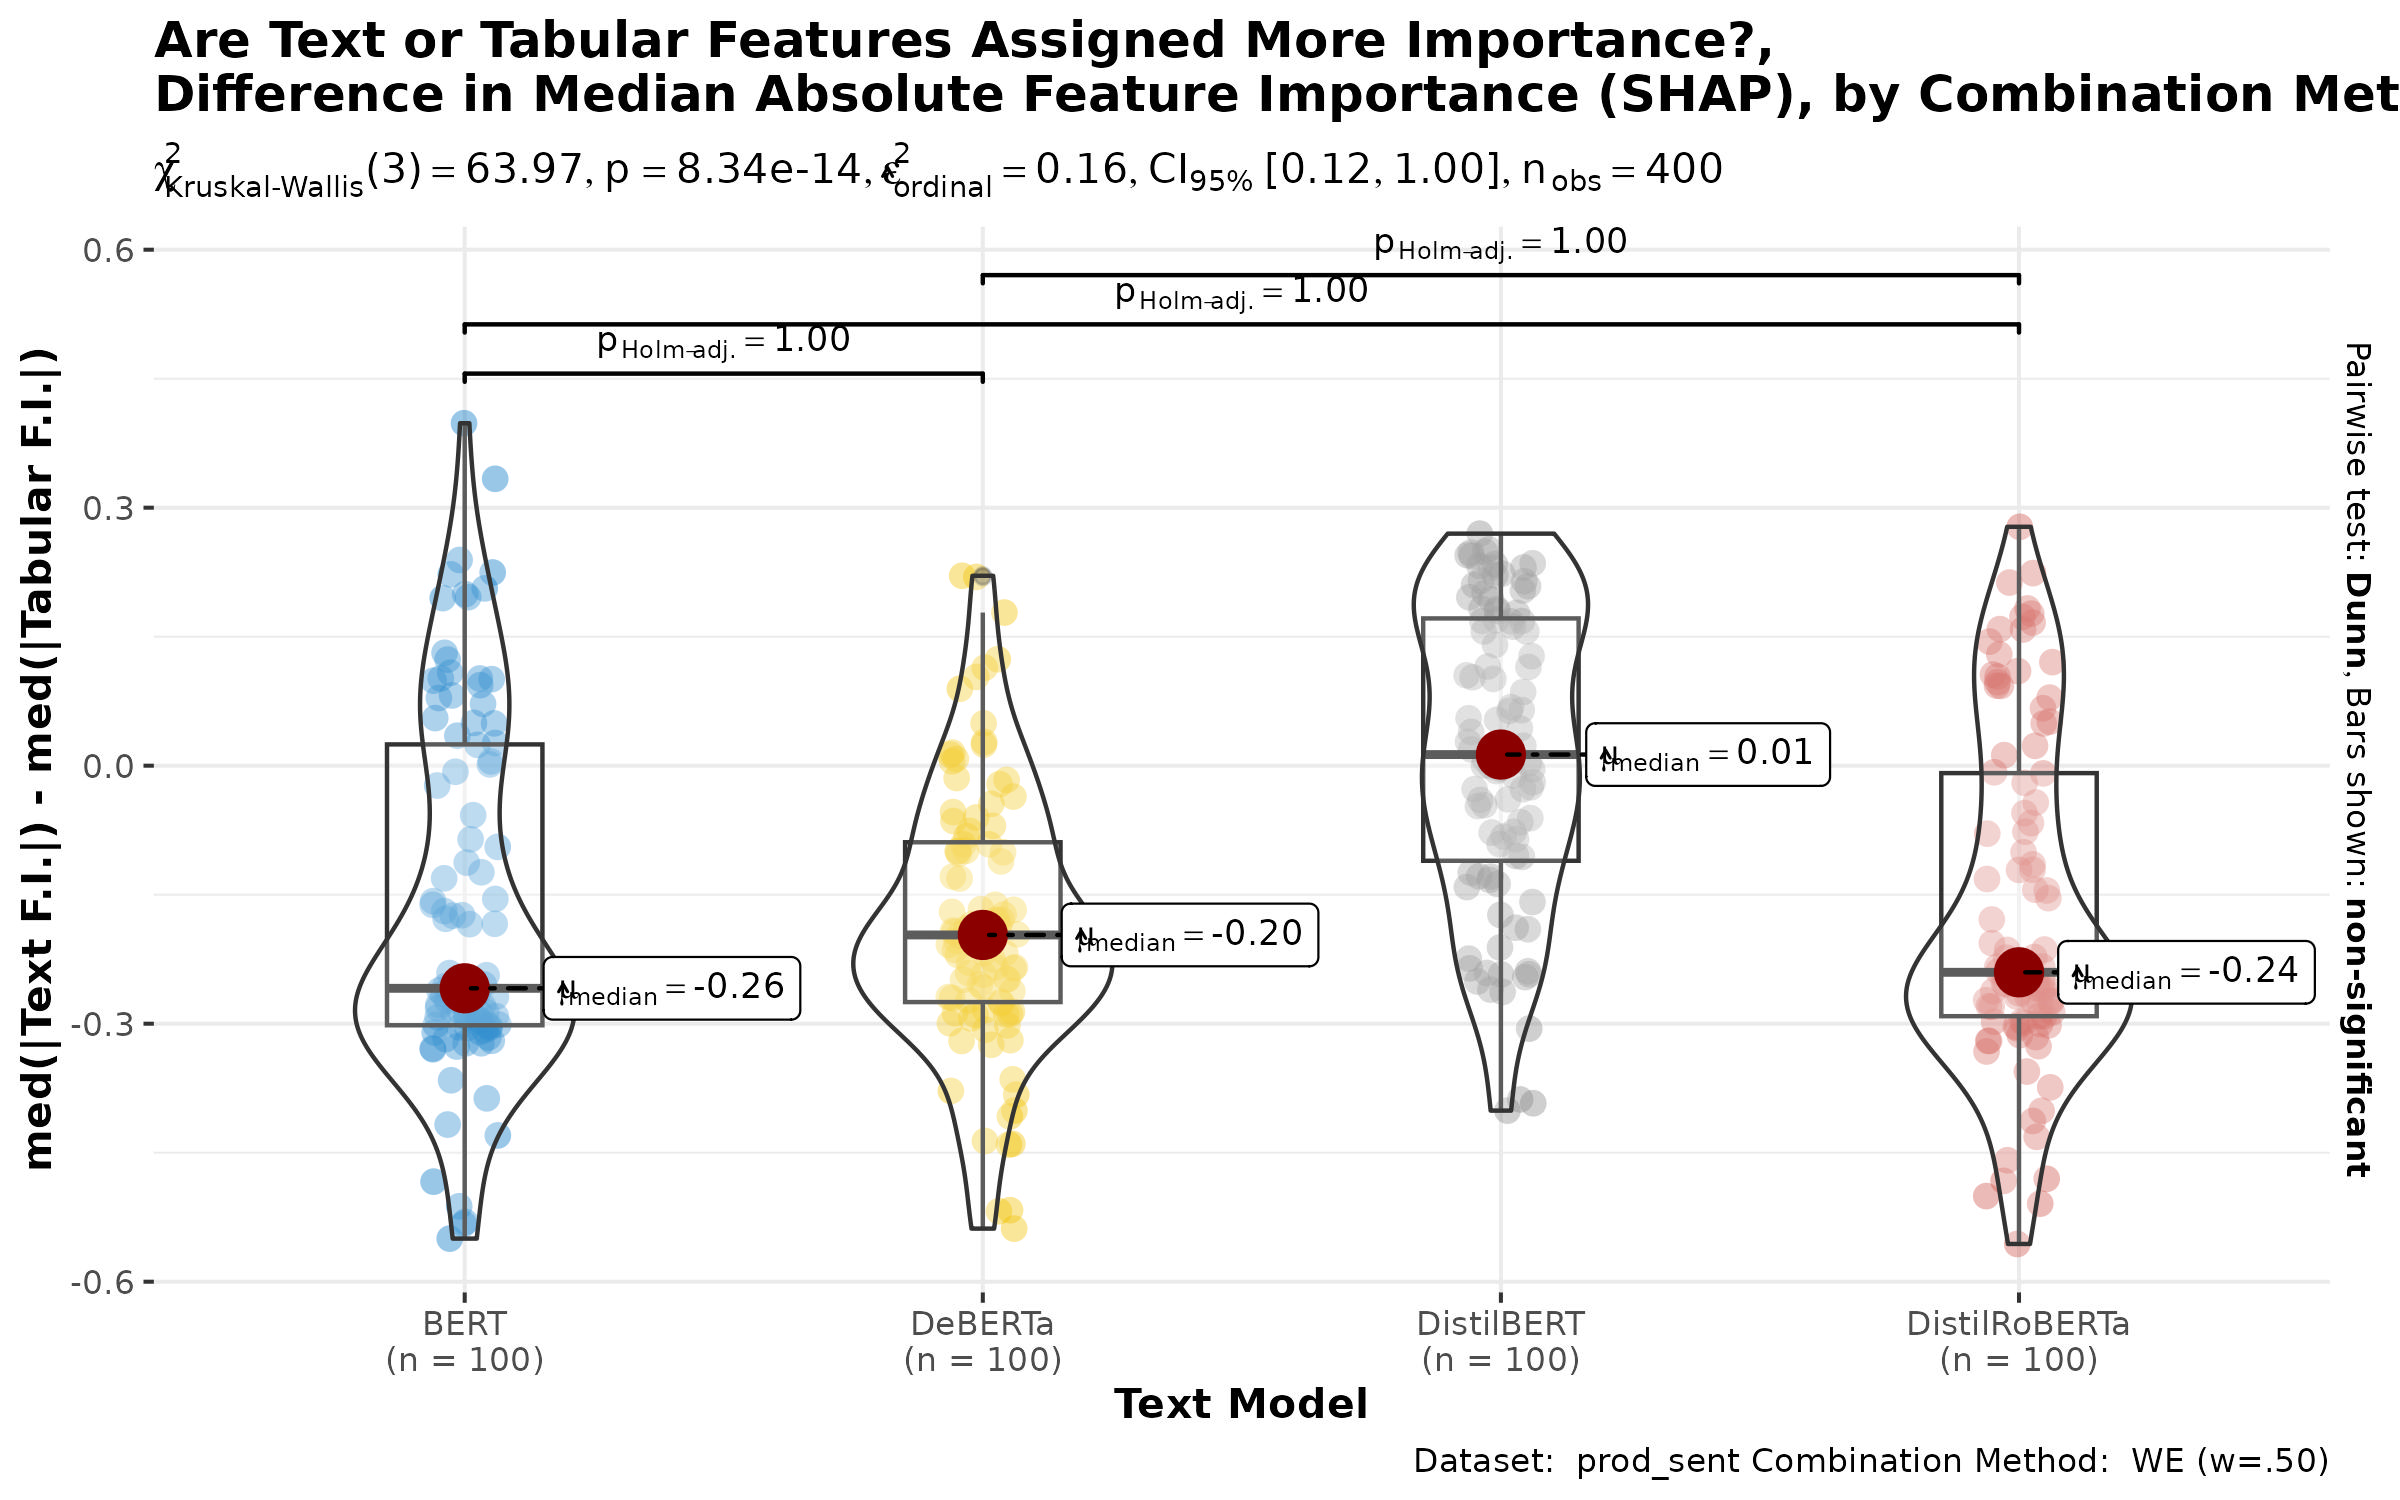 Are Text or Tabular Features Assigned More Importance?,
Difference in Median Absolute Feature Importance (SHAP), by Combination Met
χ²Kruskal-Wallis(3) = 63.97, p = 8.34e-14, ε̂²ordinal = 0.16, CI95% [0.12, 1.00], nobs = 400
0.6
0.3
0.0
-0.3
-0.6
med(|Text F.I.|) - med(|Tabular F.I.|)
pHolm-adj. = 1.00
pHolm-adj. = 1.00
pHolm-adj. = 1.00
μ̂median = -0.26
μ̂median = -0.20
μ̂median = 0.01
μ̂median = -0.24
Pairwise test: Dunn, Bars shown: non-significant
BERT
(n = 100)
DeBERTa
(n = 100)
DistilBERT
(n = 100)
DistilRoBERTa
(n = 100)
Text Model
Dataset:  prod_sent Combination Method:  WE (w=.50)